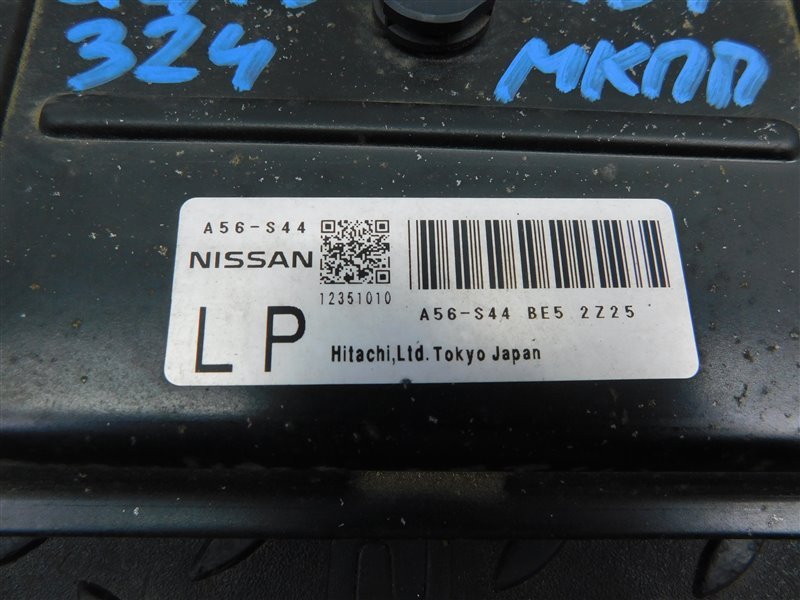 324
МКПП
A56-S44
NISSAN
12351010
A56-S44 BE5 2Z25
LP
Hitachi,Ltd. Tokyo Japan